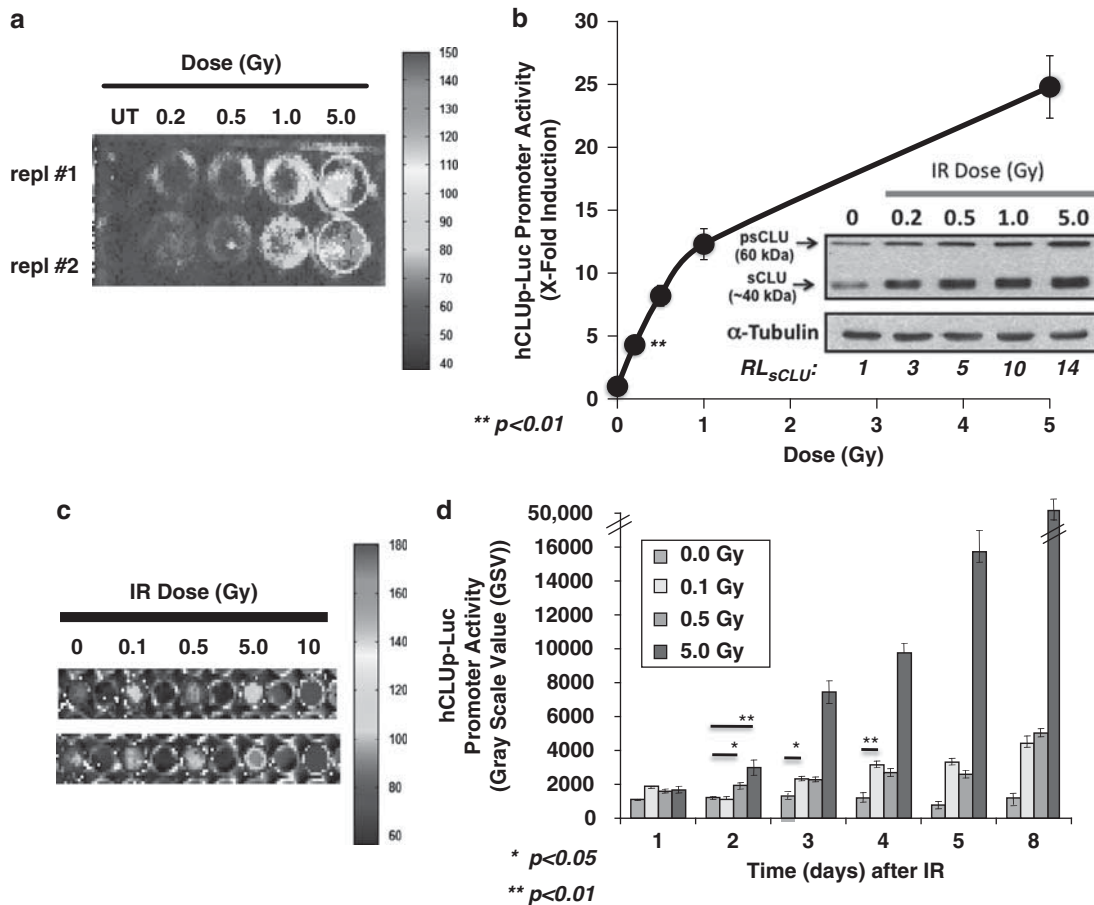 a
Dose (Gy)
UT 0.2 0.5 1.0 5.0
repl #1
repl #2
150
140
130
120
110
100
90
80
70
60
50
40
b
hCLUp-Luc Promoter Activity
(X-Fold Induction)
30
25
20
15
10
5
0
**
** p<0.01
0 1 2 3 4 5
Dose (Gy)
IR Dose (Gy)
0 0.2 0.5 1.0 5.0
psCLU
(60 kDa)
sCLU
(~40 kDa)
α-Tubulin
RLsCLU: 1 3 5 10 14
c
IR Dose (Gy)
0 0.1 0.5 5.0 10
180
160
140
120
100
80
60
d
hCLUp-Luc
Promoter Activity
(Gray Scale Value (GSV))
50,000
16000
14000
12000
10000
8000
6000
4000
2000
0
0.0 Gy
0.1 Gy
0.5 Gy
5.0 Gy
**
*
*
**
1 2 3 4 5 8
Time (days) after IR
* p<0.05
** p<0.01